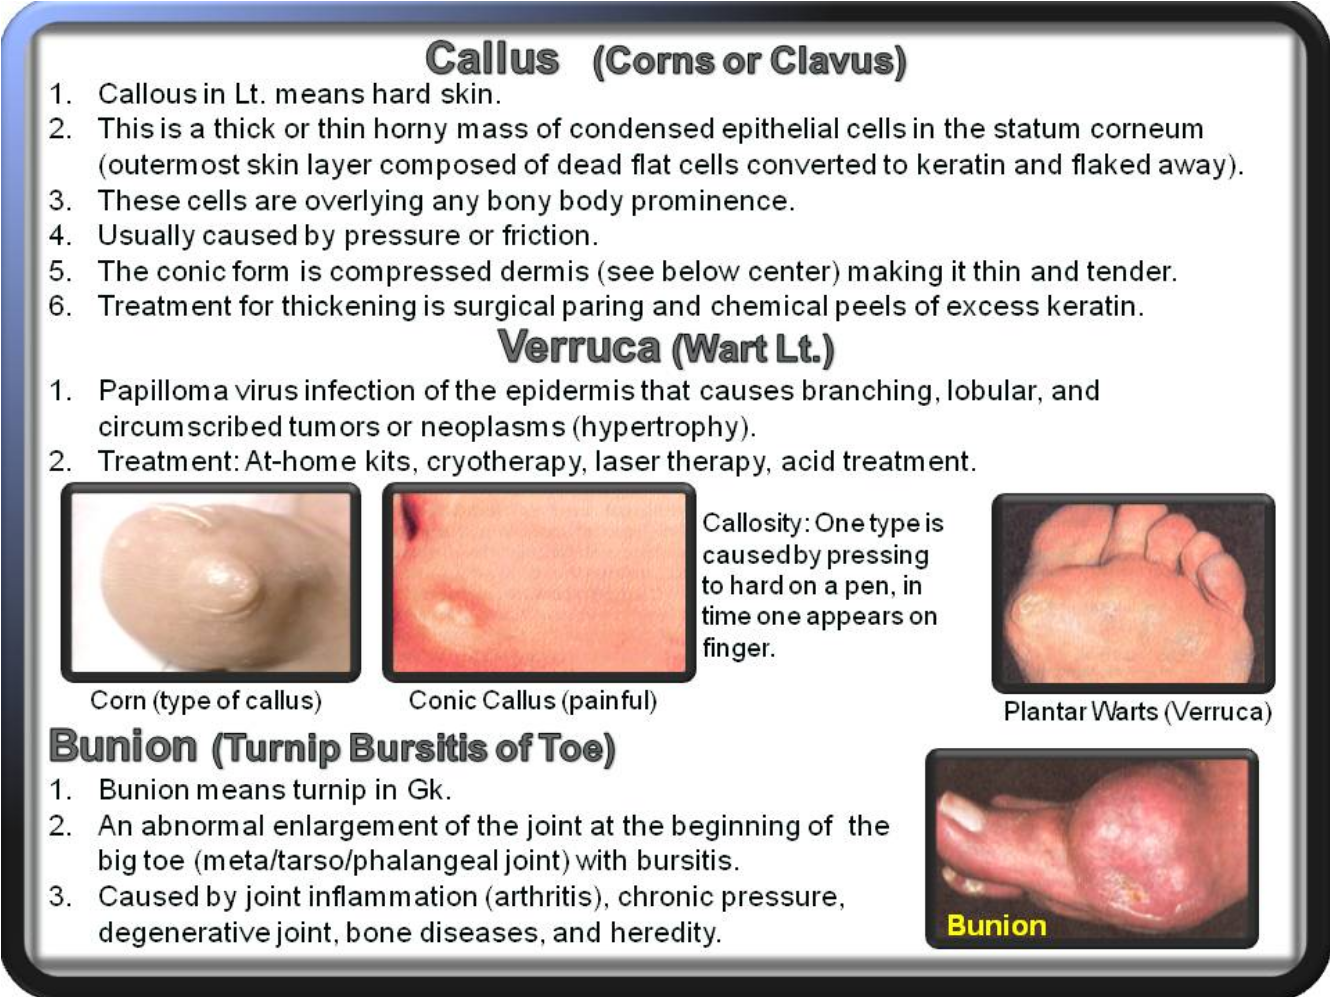 Callus (Corns or Clavus)
1. Callous in Lt. means hard skin.
2. This is a thick or thin horny mass of condensed epithelial cells in the statum corneum
(outermost skin layer composed of dead flat cells converted to keratin and flaked away).
3. These cells are overlying any bony body prominence.
4. Usually caused by pressure or friction.
5. The conic form is compressed dermis (see below center) making it thin and tender.
6. Treatment for thickening is surgical paring and chemical peels of excess keratin.
Verruca (Wart Lt.)
1. Papilloma virus infection of the epidermis that causes branching, lobular, and
circumscribed tumors or neoplasms (hypertrophy).
2. Treatment: At-home kits, cryotherapy, laser therapy, acid treatment.
Callosity: One type is
caused by pressing
to hard on a pen, in
time one appears on
finger.
Corn (type of callus)
Conic Callus (painful)
Plantar Warts (Verruca)
Bunion (Turnip Bursitis of Toe)
1. Bunion means turnip in Gk.
2. An abnormal enlargement of the joint at the beginning of the
big toe (meta/tarso/phalangeal joint) with bursitis.
3. Caused by joint inflammation (arthritis), chronic pressure,
degenerative joint, bone diseases, and heredity.
Bunion